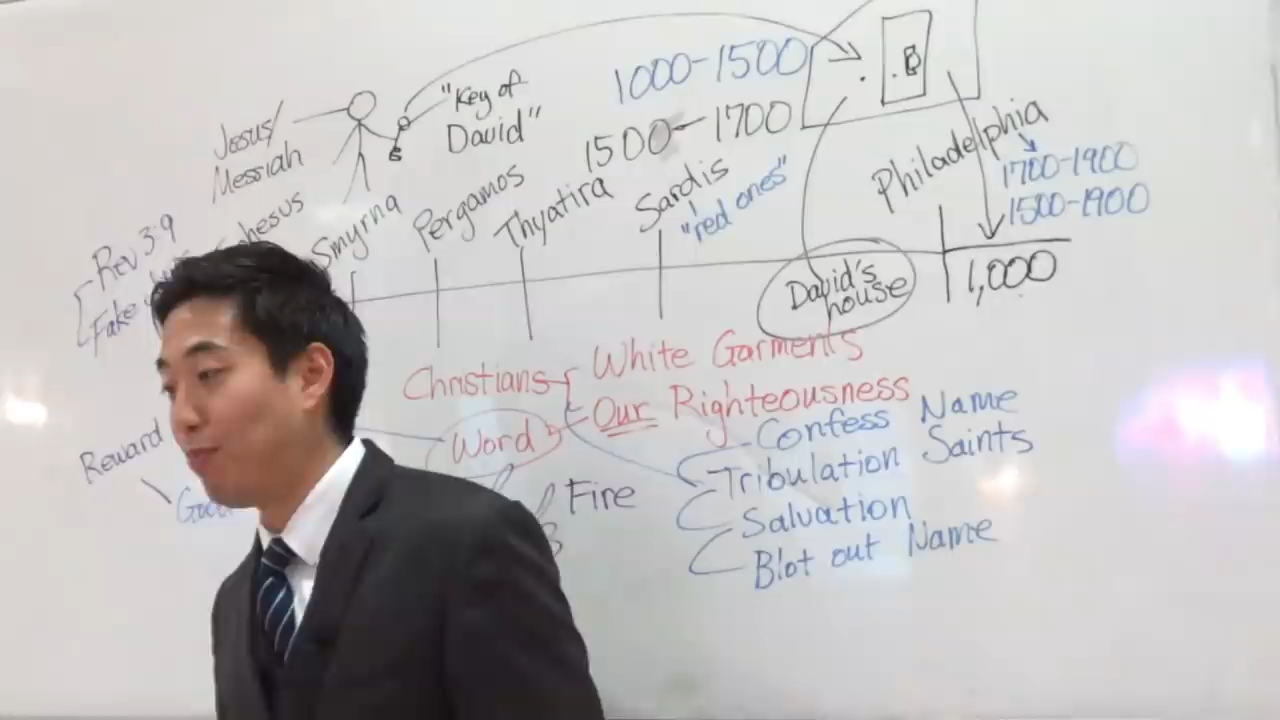 Jesus/
Messiah
"Key of
David"
1000-1500
1500-1700
B
Rev 3:9
Fake
Ephesus
Smyrna
Pergamos
Thyatira
Sardis
"red ones"
Philadelphia
1700-1900
1500-1900
David's
house
1,000
Christians
White Garments
Word
Our Righteousness
Confess Name
Tribulation Saints
Salvation
Blot out Name
Fire
Reward